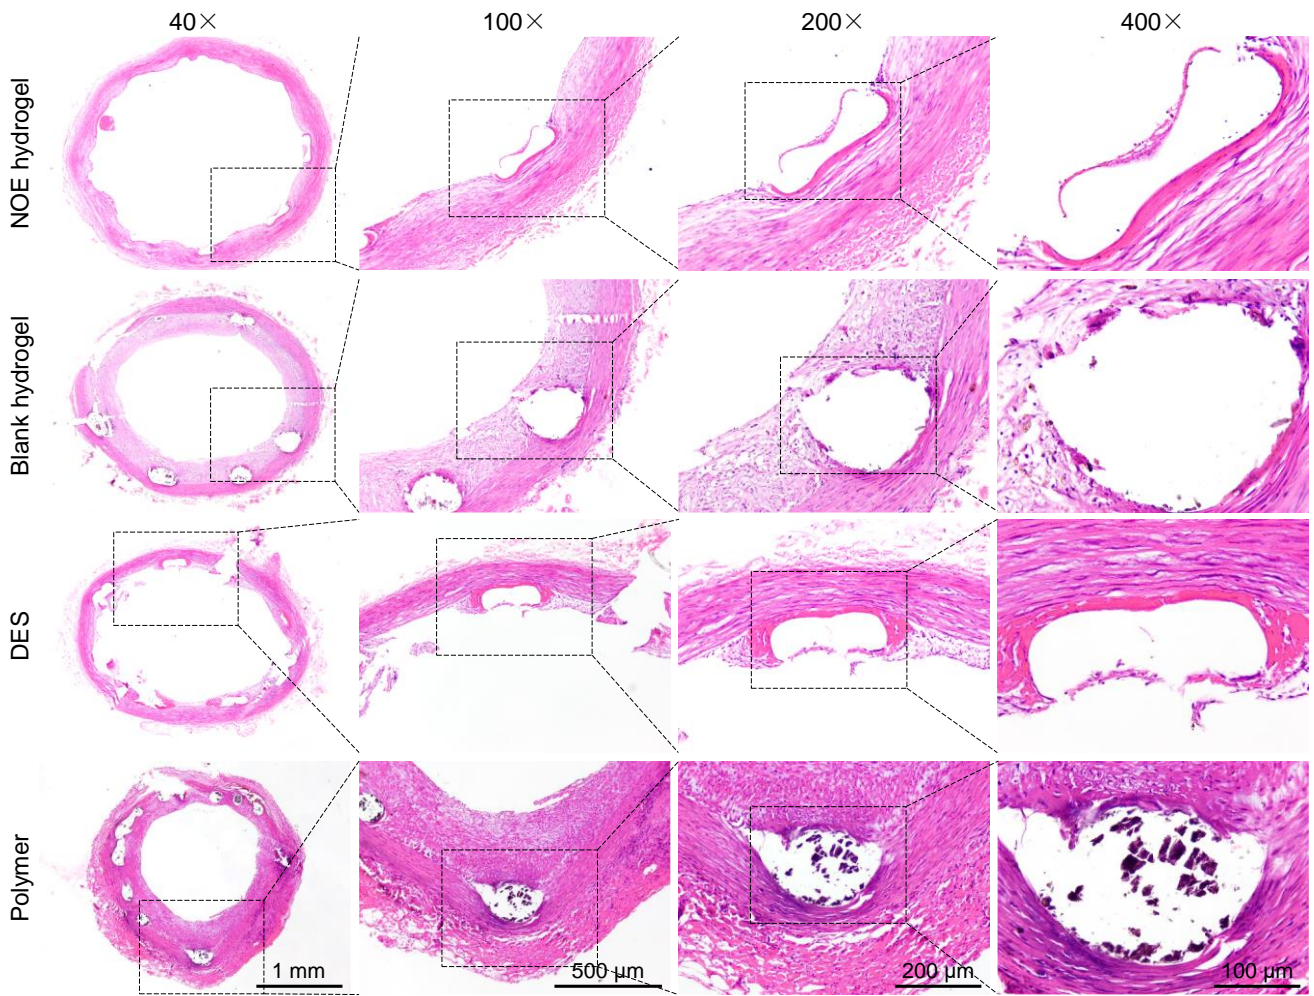 40×
100×
200×
400×
NOE hydrogel
Blank hydrogel
DES
Polymer
1 mm
500 μm
200 μm
100 μm